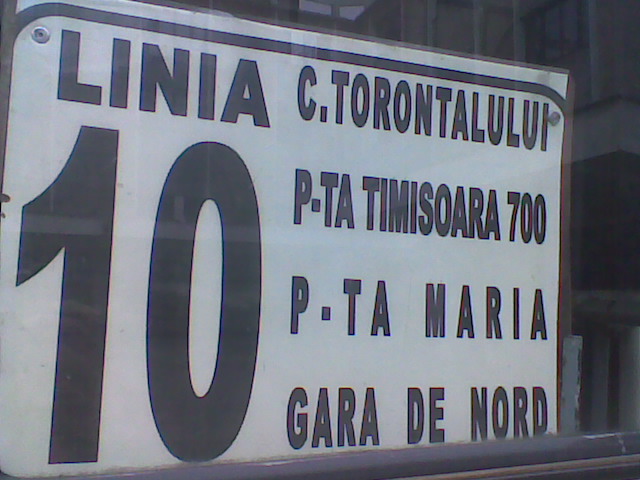 LINIA
10
C.TORONTALULUI
P-TA TIMISOARA 700
P-TA MARIA
GARA DE NORD